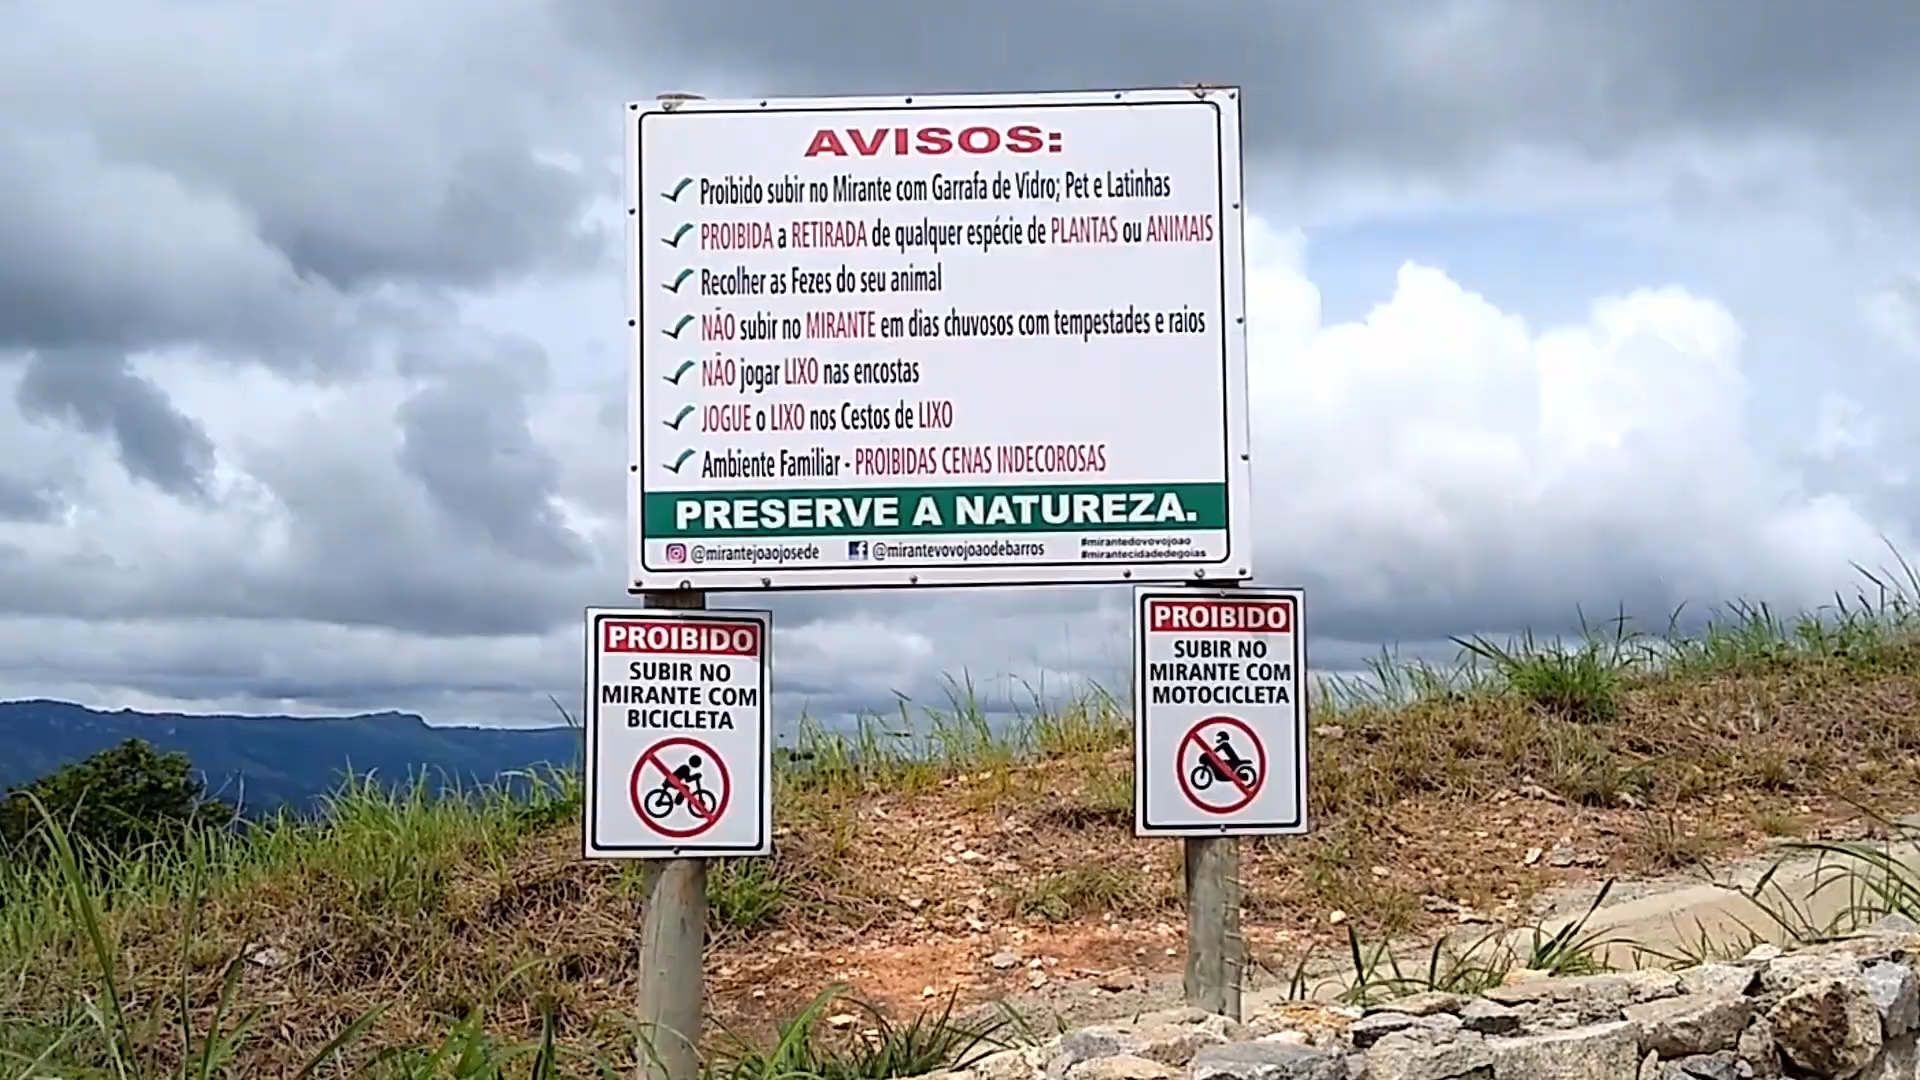 AVISOS:
Proibido subir no Mirante com Garrafa de Vidro; Pet e Latinhas
PROIBIDA a RETIRADA de qualquer espécie de PLANTAS ou ANIMAIS
Recolher as Fezes do seu animal
NÃO subir no MIRANTE em dias chuvosos com tempestades e raios
NÃO jogar LIXO nas encostas
JOGUE o LIXO nos Cestos de LIXO
Ambiente Familiar - PROIBIDAS CENAS INDECOROSAS
PRESERVE A NATUREZA.
@mirantejoaojosede
@mirantevovojoaodebarros
#mirantedovovojoao
#mirantecidadedegoias
PROIBIDO
SUBIR NO
MIRANTE COM
BICICLETA
PROIBIDO
SUBIR NO
MIRANTE COM
MOTOCICLETA